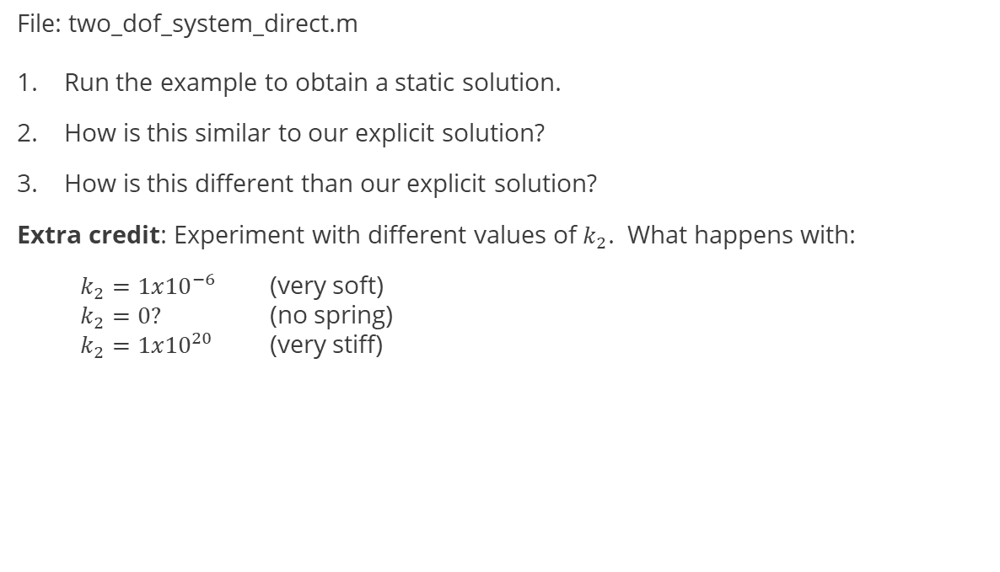 File: two_dof_system_direct.m
1. Run the example to obtain a static solution.
2. How is this similar to our explicit solution?
3. How is this different than our explicit solution?
Extra credit: Experiment with different values of k₂. What happens with:
k₂ = 1x10⁻⁶ (very soft)
k₂ = 0? (no spring)
k₂ = 1x10²⁰ (very stiff)